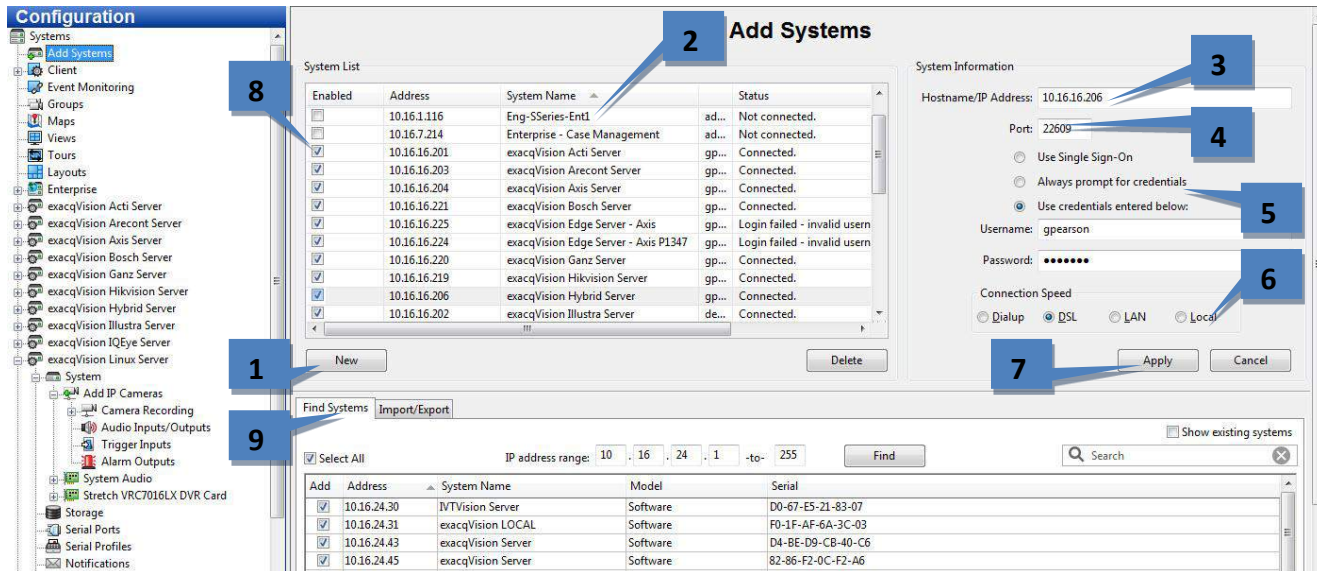 Configuration
Systems
Add Systems
Client
Event Monitoring
Groups
Maps
Views
Tours
Layouts
Enterprise
exacqVision Acti Server
exacqVision Arecont Server
exacqVision Axis Server
exacqVision Bosch Server
exacqVision Ganz Server
exacqVision Hikvision Server
exacqVision Hybrid Server
exacqVision Illustra Server
exacqVision IQEye Server
exacqVision Linux Server
System
Add IP Cameras
Camera Recording
Audio Inputs/Outputs
Trigger Inputs
Alarm Outputs
System Audio
Stretch VRC7016LX DVR Card
Storage
Serial Ports
Serial Profiles
Notifications
Add Systems
System List
Enabled Address System Name Status
10.16.1.116 Eng-SSeries-Ent1 ad... Not connected.
10.16.7.214 Enterprise - Case Management ad... Not connected.
10.16.16.201 exacqVision Acti Server gp... Connected.
10.16.16.203 exacqVision Arecont Server gp... Connected.
10.16.16.204 exacqVision Axis Server gp... Connected.
10.16.16.221 exacqVision Bosch Server gp... Connected.
10.16.16.225 exacqVision Edge Server - Axis gp... Login failed - invalid usern
10.16.16.224 exacqVision Edge Server - Axis P1347 gp... Login failed - invalid usern
10.16.16.220 exacqVision Ganz Server gp... Connected.
10.16.16.219 exacqVision Hikvision Server gp... Connected.
10.16.16.206 exacqVision Hybrid Server gp... Connected.
10.16.16.202 exacqVision Illustra Server de... Connected.
New Delete
System Information
Hostname/IP Address: 10.16.16.206
Port: 22609
Use Single Sign-On
Always prompt for credentials
Use credentials entered below:
Username: gpearson
Password: •••••••
Connection Speed
Dialup DSL LAN Local
Apply Cancel
Find Systems Import/Export
Show existing systems
Select All IP address range: 10 . 16 . 24 . 1 -to- 255 Find Search
Add Address System Name Model Serial
10.16.24.30 IVTVision Server Software D0-67-E5-21-83-07
10.16.24.31 exacqVision LOCAL Software F0-1F-AF-6A-3C-03
10.16.24.43 exacqVision Server Software D4-BE-D9-CB-40-C6
10.16.24.45 exacqVision Server Software 82-86-F2-0C-F2-A6
1
2
3
4
5
6
7
8
9